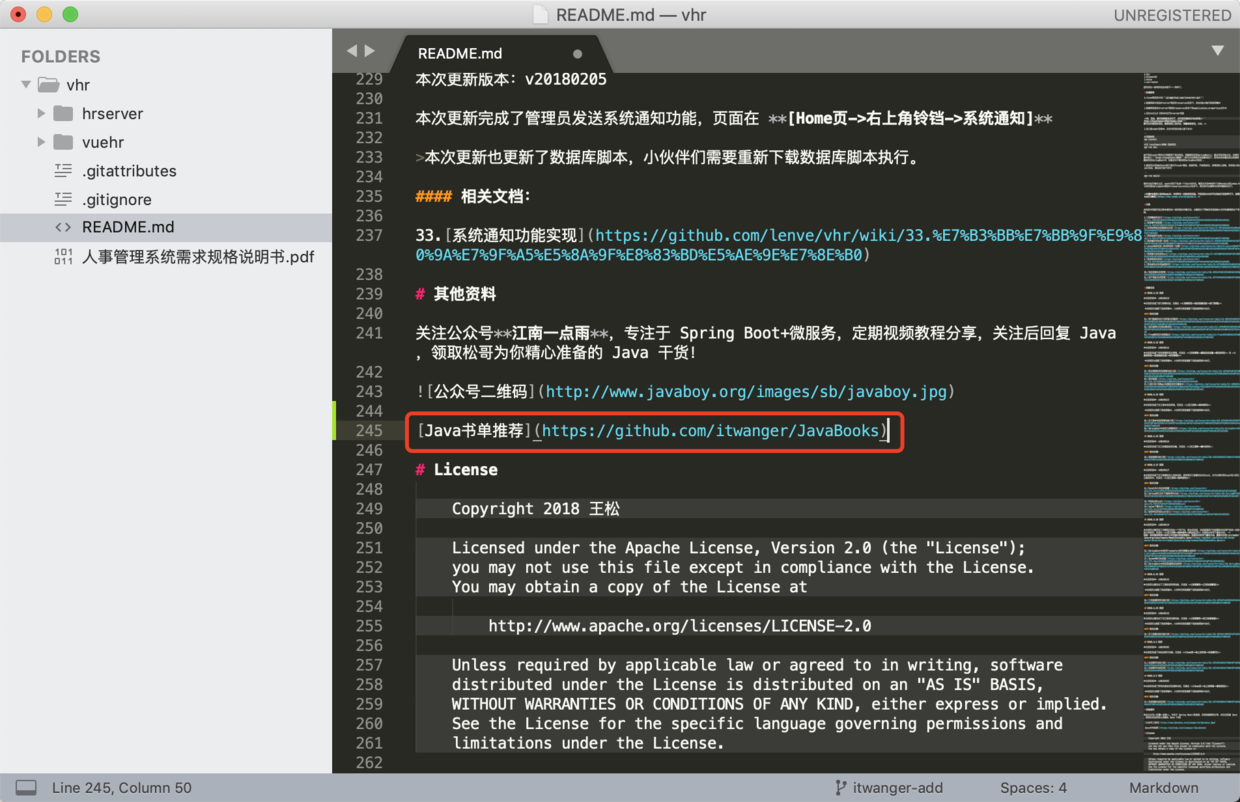 README.md — vhr
UNREGISTERED
FOLDERS
vhr
hrserver
vuehr
.gitattributes
.gitignore
<> README.md
101 011 人事管理系统需求规格说明书.pdf
README.md
229 本次更新版本：v20180205
230
231 本次更新完成了管理员发送系统通知功能，页面在 **[Home页->右上角铃铛->系统通知]**
232
233 >本次更新也更新了数据库脚本，小伙伴们需要重新下载数据库脚本执行。
234
235 #### 相关文档：
236
237 33.[系统通知功能实现](https://github.com/lenve/vhr/wiki/33.%E7%B3%BB%E7%BB%9F%E9%8
0%9A%E7%9F%A5%E5%8A%9F%E8%83%BD%E5%AE%9E%E7%8E%B0)
238
239 # 其他资料
240
241 关注公众号**江南一点雨**，专注于 Spring Boot+微服务，定期视频教程分享，关注后回复 Java
，领取松哥为你精心准备的 Java 干货！
242
243 ![公众号二维码](http://www.javaboy.org/images/sb/javaboy.jpg)
244
245 [Java书单推荐](https://github.com/itwanger/JavaBooks)
246
247 # License
248
249 Copyright 2018 王松
250
251 Licensed under the Apache License, Version 2.0 (the "License");
252 you may not use this file except in compliance with the License.
253 You may obtain a copy of the License at
254
255 http://www.apache.org/licenses/LICENSE-2.0
256
257 Unless required by applicable law or agreed to in writing, software
258 distributed under the License is distributed on an "AS IS" BASIS,
259 WITHOUT WARRANTIES OR CONDITIONS OF ANY KIND, either express or implied.
260 See the License for the specific language governing permissions and
261 limitations under the License.
262
Line 245, Column 50
itwanger-add
Spaces: 4
Markdown